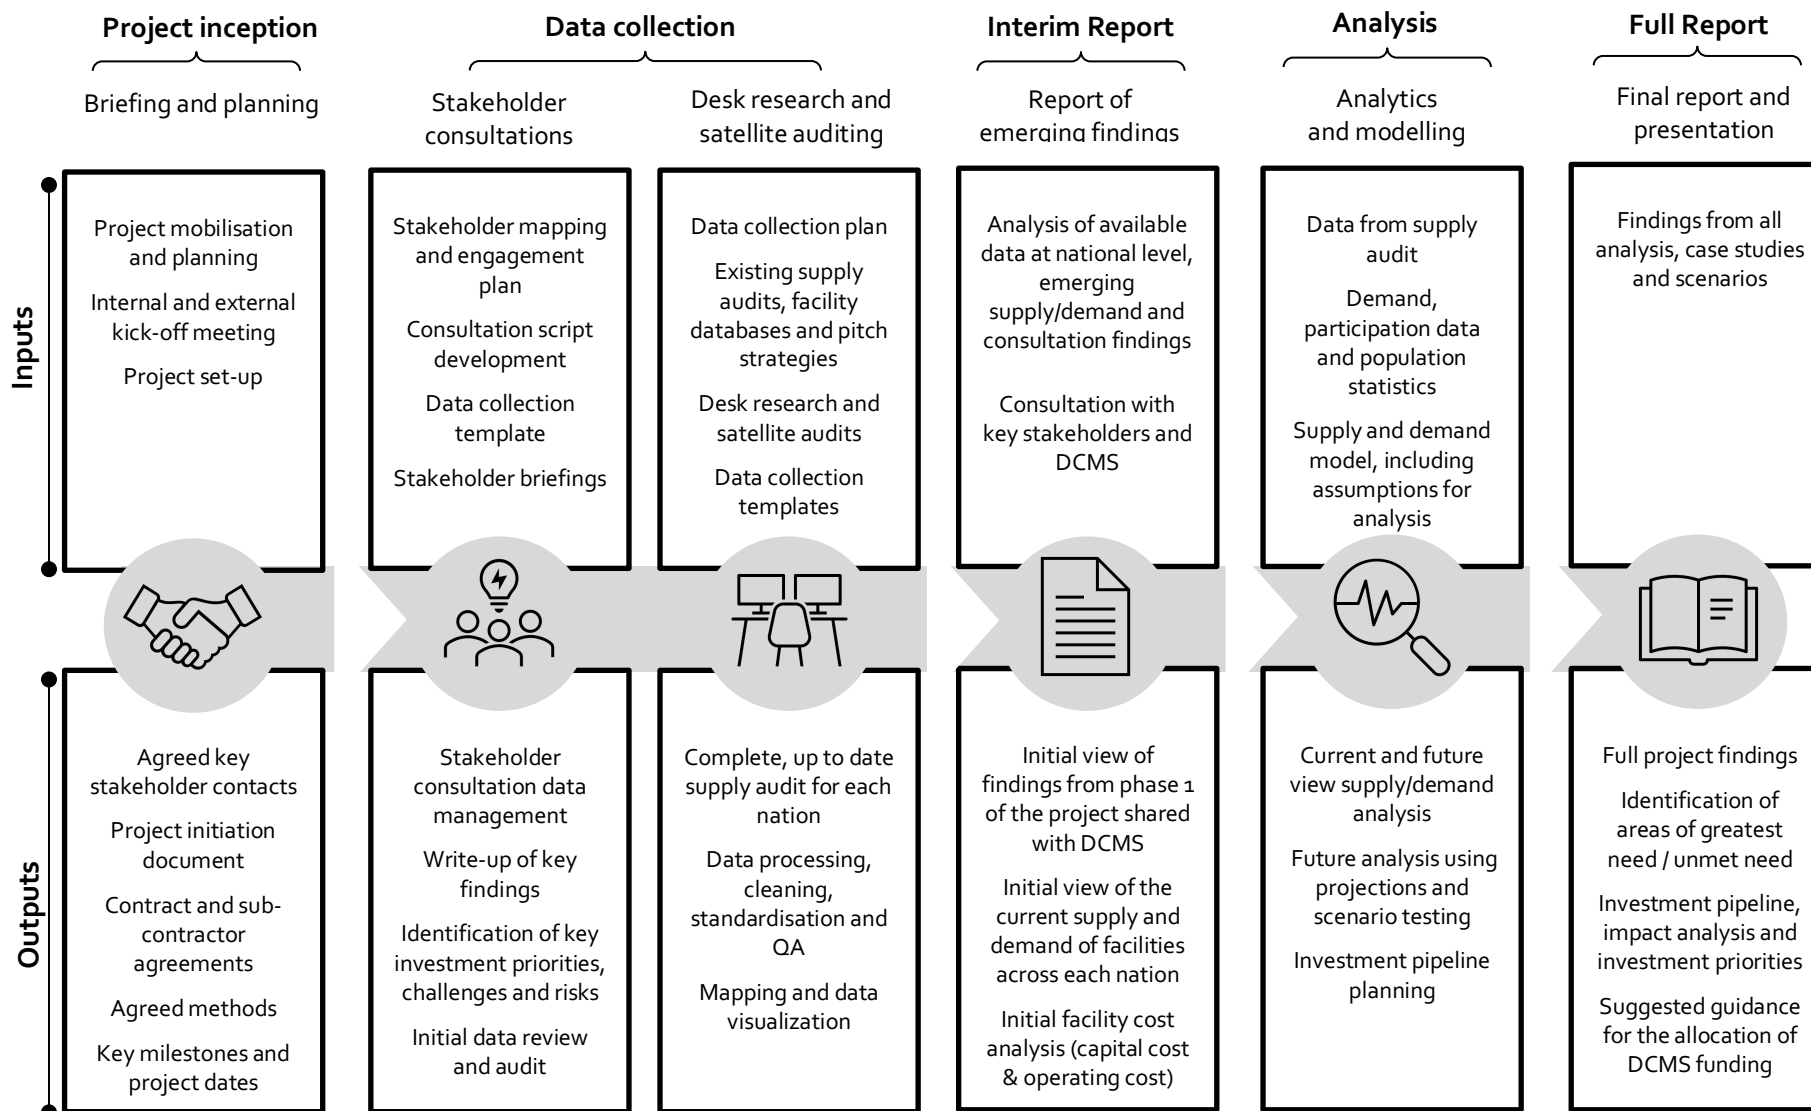 Project inception
Data collection
Interim Report
Analysis
Full Report
Briefing and planning
Stakeholder
consultations
Desk research and
satellite auditing
Report of
emerging findings
Analytics
and modelling
Final report and
presentation
Inputs
Project mobilisation
and planning
Internal and external
kick-off meeting
Project set-up
Stakeholder mapping
and engagement
plan
Consultation script
development
Data collection
template
Stakeholder briefings
Data collection plan
Existing supply
audits, facility
databases and pitch
strategies
Desk research and
satellite audits
Data collection
templates
Analysis of available
data at national level,
emerging
supply/demand and
consultation findings
Consultation with
key stakeholders and
DCMS
Data from supply
audit
Demand,
participation data
and population
statistics
Supply and demand
model, including
assumptions for
analysis
Findings from all
analysis, case studies
and scenarios
Outputs
Agreed key
stakeholder contacts
Project initiation
document
Contract and sub-
contractor
agreements
Agreed methods
Key milestones and
project dates
Stakeholder
consultation data
management
Write-up of key
findings
Identification of key
investment priorities,
challenges and risks
Initial data review
and audit
Complete, up to date
supply audit for each
nation
Data processing,
cleaning,
standardisation and
QA
Mapping and data
visualization
Initial view of
findings from phase 1
of the project shared
with DCMS
Initial view of the
current supply and
demand of facilities
across each nation
Initial facility cost
analysis (capital cost
& operating cost)
Current and future
view supply/demand
analysis
Future analysis using
projections and
scenario testing
Investment pipeline
planning
Full project findings
Identification of
areas of greatest
need / unmet need
Investment pipeline,
impact analysis and
investment priorities
Suggested guidance
for the allocation of
DCMS funding